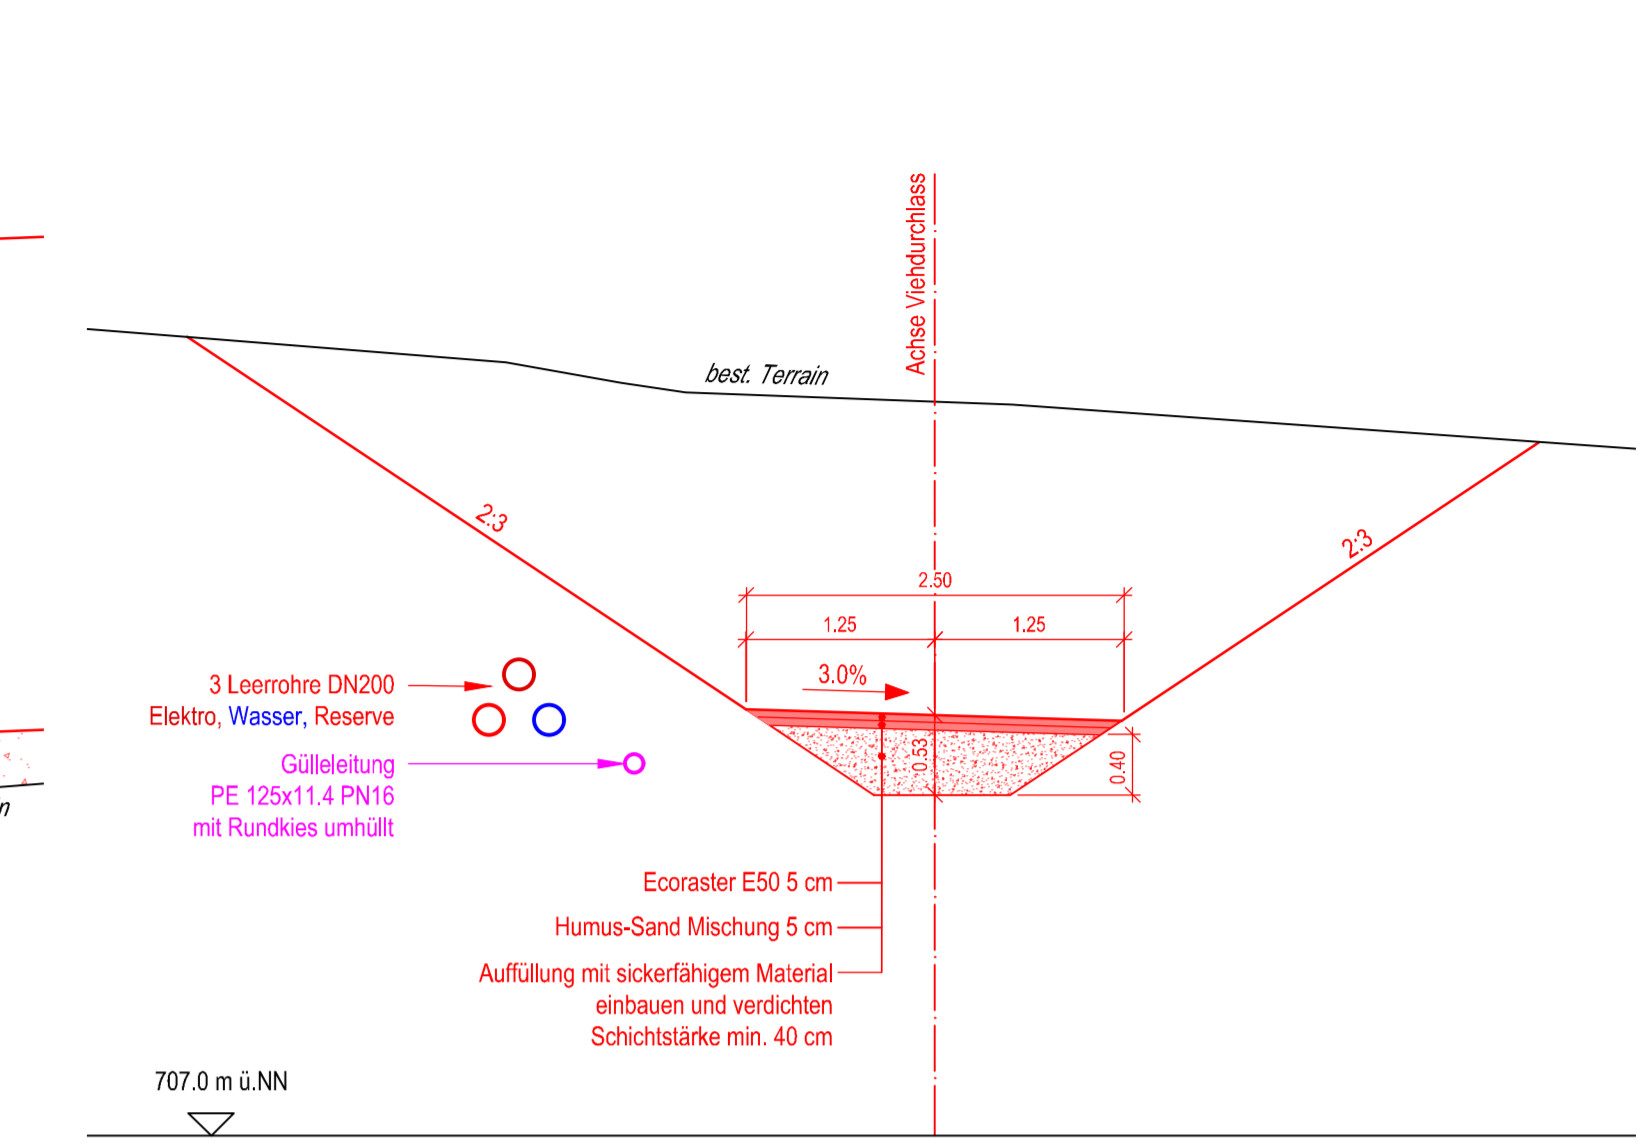 Achse Viehdurchlass
best. Terrain
2:3
2:3
2.50
1.25
1.25
3.0%
0.53
0.40
3 Leerrohre DN200
Elektro, Wasser, Reserve
Gülleleitung
PE 125x11.4 PN16
mit Rundkies umhüllt
n
Ecoraster E50 5 cm
Humus-Sand Mischung 5 cm
Auffüllung mit sickerfähigem Material
einbauen und verdichten
Schichtstärke min. 40 cm
707.0 m ü.NN